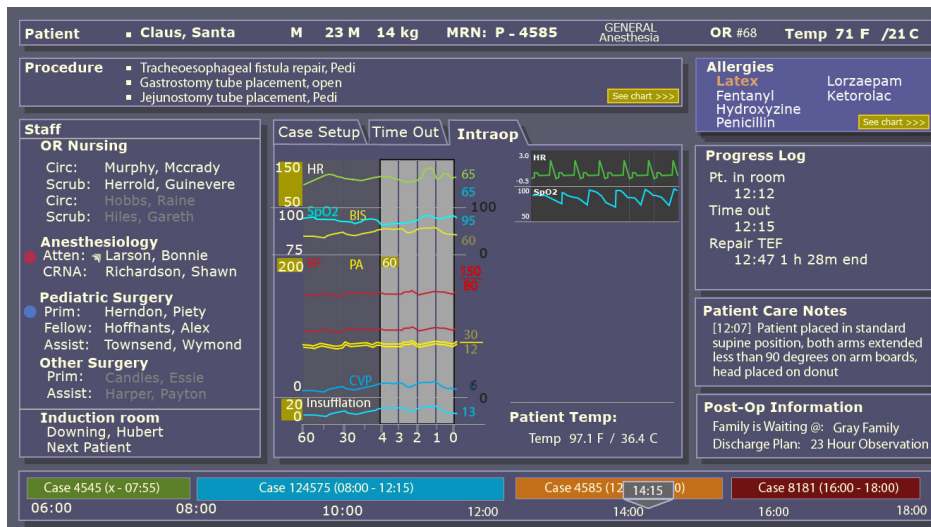 Patient ▪ Claus, Santa M 23 M 14 kg MRN: P - 4585 GENERAL Anesthesia OR #68 Temp 71 F /21 C
Procedure ▪ Tracheoesophageal fistula repair, Pedi
▪ Gastrostomy tube placement, open
▪ Jejunostomy tube placement, Pedi
See chart >>>
Allergies
Latex Lorzaepam
Fentanyl Ketorolac
Hydroxyzine
Penicillin See chart >>>
Staff
OR Nursing
Circ: Murphy, Mccrady
Scrub: Herrold, Guinevere
Circ: Hobbs, Raine
Scrub: Hiles, Gareth
Anesthesiology
Atten: Larson, Bonnie
CRNA: Richardson, Shawn
Pediatric Surgery
Prim: Herndon, Piety
Fellow: Hoffhants, Alex
Assist: Townsend, Wymond
Other Surgery
Prim: Candles, Essie
Assist: Harper, Payton
Induction room
Downing, Hubert
Next Patient
Case Setup Time Out Intraop
150 HR 65
65
50 100
100 SpO2 BIS 95
60
75 0
200 BP PA 60 150
80
30
12
0 CVP 6
0
20 Insufflation
0 13
60 30 4 3 2 1 0
3.0 HR
-0.5
100 SpO2
50
Patient Temp:
Temp 97.1 F / 36.4 C
Progress Log
Pt. in room
12:12
Time out
12:15
Repair TEF
12:47 1 h 28m end
Patient Care Notes
[12:07] Patient placed in standard
supine position, both arms extended
less than 90 degrees on arm boards,
head placed on donut
Post-Op Information
Family is Waiting @: Gray Family
Discharge Plan: 23 Hour Observation
Case 4545 (x - 07:55) Case 124575 (08:00 - 12:15) Case 4585 (12 14:15 0) Case 8181 (16:00 - 18:00)
06:00 08:00 10:00 12:00 14:00 16:00 18:00